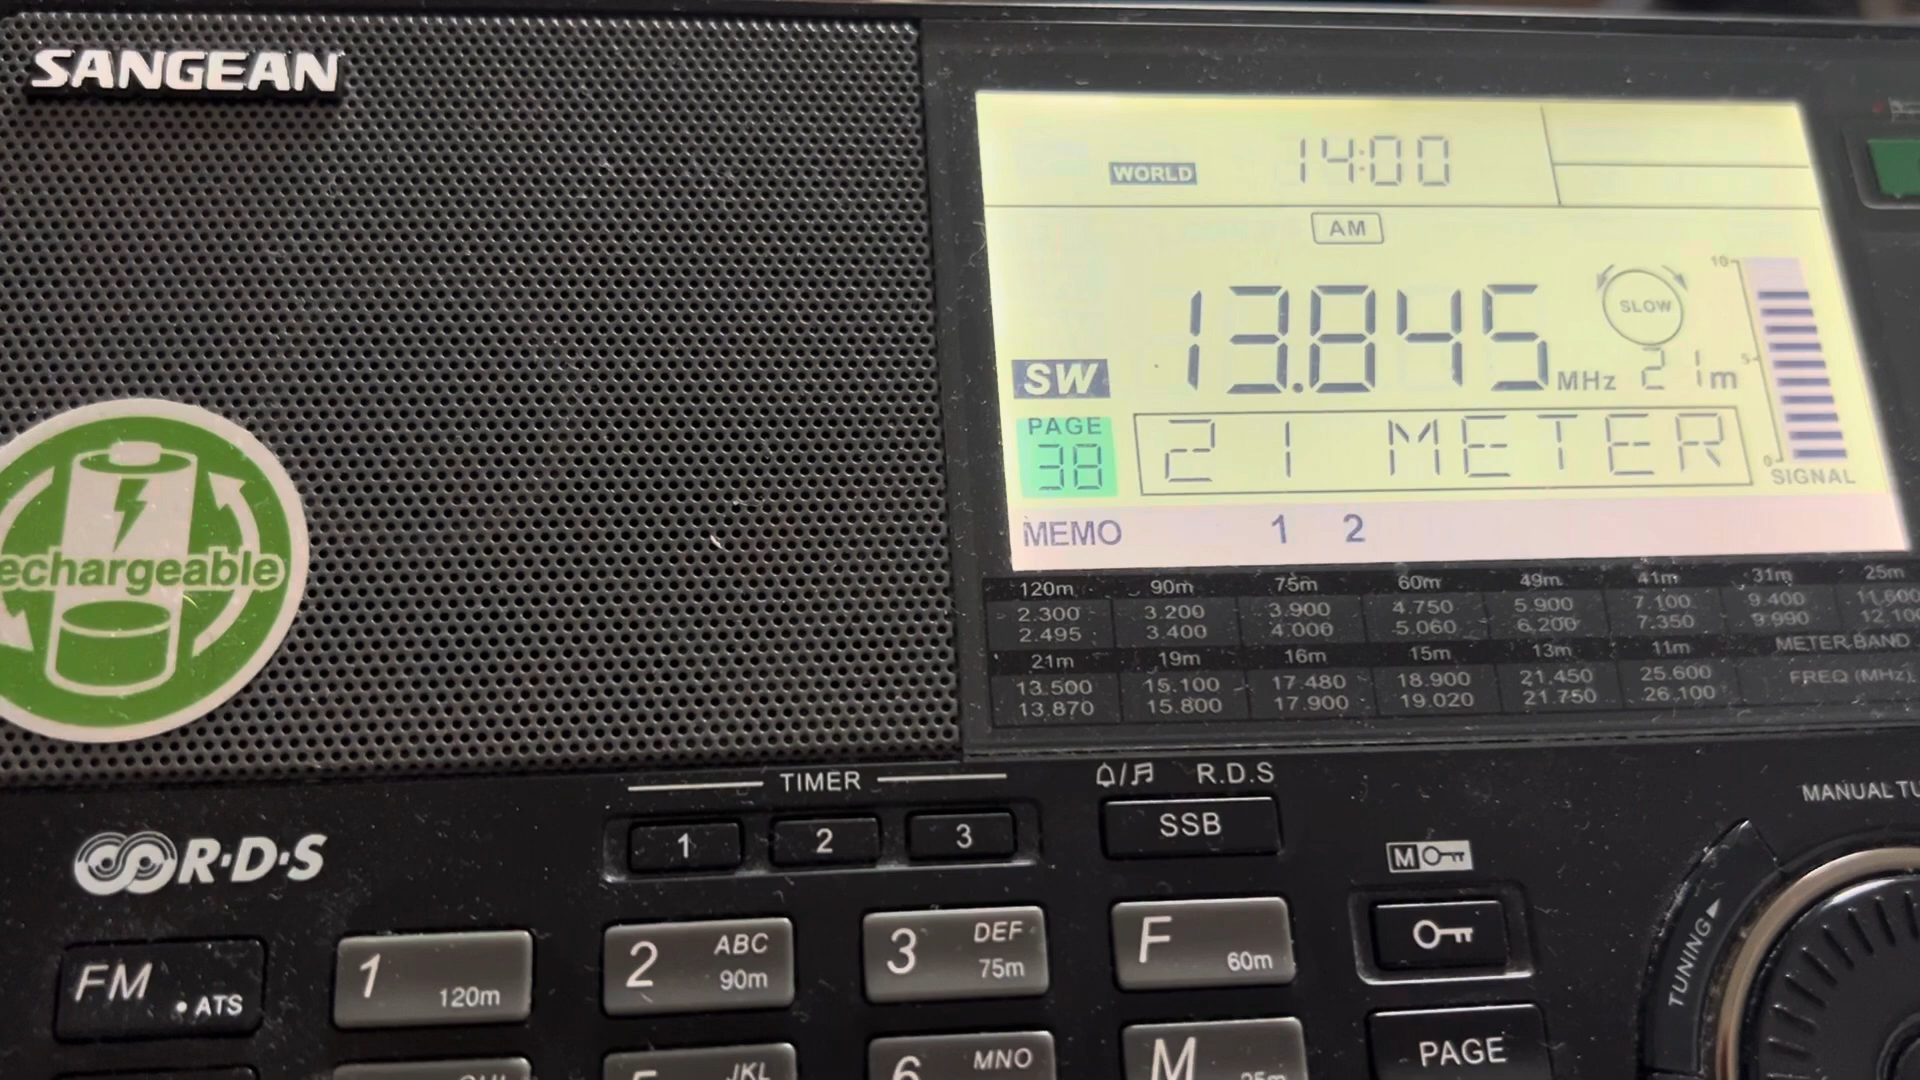 SANGEAN
WORLD 14:00
AM
13.845 MHz 21m
SLOW
10
5
0
SIGNAL
SW
PAGE
38
21 METER
MEMO 1 2
120m 90m 75m 60m 49m 41m 31m 25m
2.300 3.200 3.900 4.750 5.900 7.100 9.400 11.600
2.495 3.400 4.000 5.060 6.200 7.350 9.990
21m 19m 16m 15m 13m 11m METER BAND
13.500 15.100 17.480 18.900 21.450 25.600 FREQ (MHz)
13.870 15.800 17.900 19.020 21.750 26.100
echargeable
TIMER
1 2 3
R.D.S
SSB
MANUAL TU
R·D·S
M
TUNING
FM • ATS
1 120m
2 ABC 90m
3 DEF 75m
F 60m
JKL
6 MNO
M
PAGE